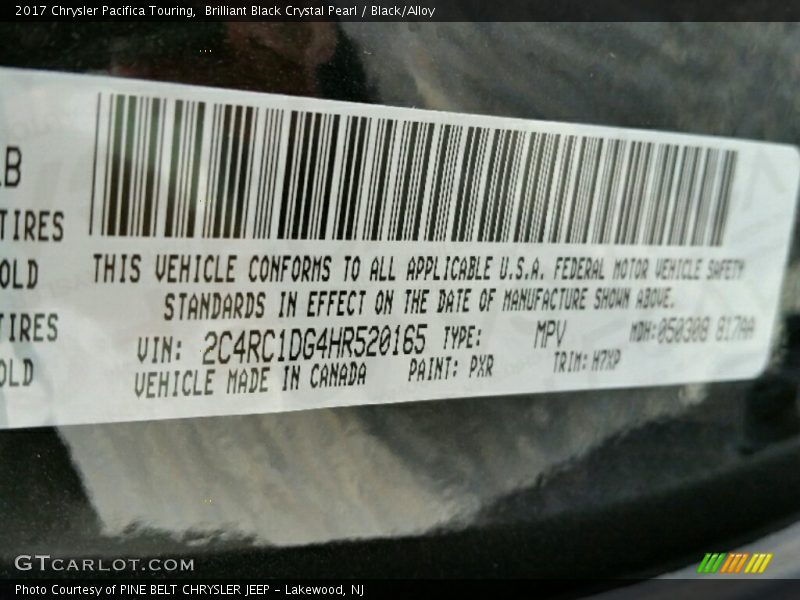 2017 Chrysler Pacifica Touring,  Brilliant Black Crystal Pearl / Black/Alloy
LB
TIRES
OLD
TIRES
OLD
THIS VEHICLE CONFORMS TO ALL APPLICABLE U.S.A. FEDERAL MOTOR VEHICLE SAFETY
STANDARDS IN EFFECT ON THE DATE OF MANUFACTURE SHOWN ABOVE.
VIN: 2C4RC1DG4HR520165 TYPE: MPV MDH: 050308 817AA
VEHICLE MADE IN CANADA PAINT: PXR TRIM: H7XP
GTCARLOT.COM
Photo Courtesy of PINE BELT CHRYSLER JEEP - Lakewood, NJ